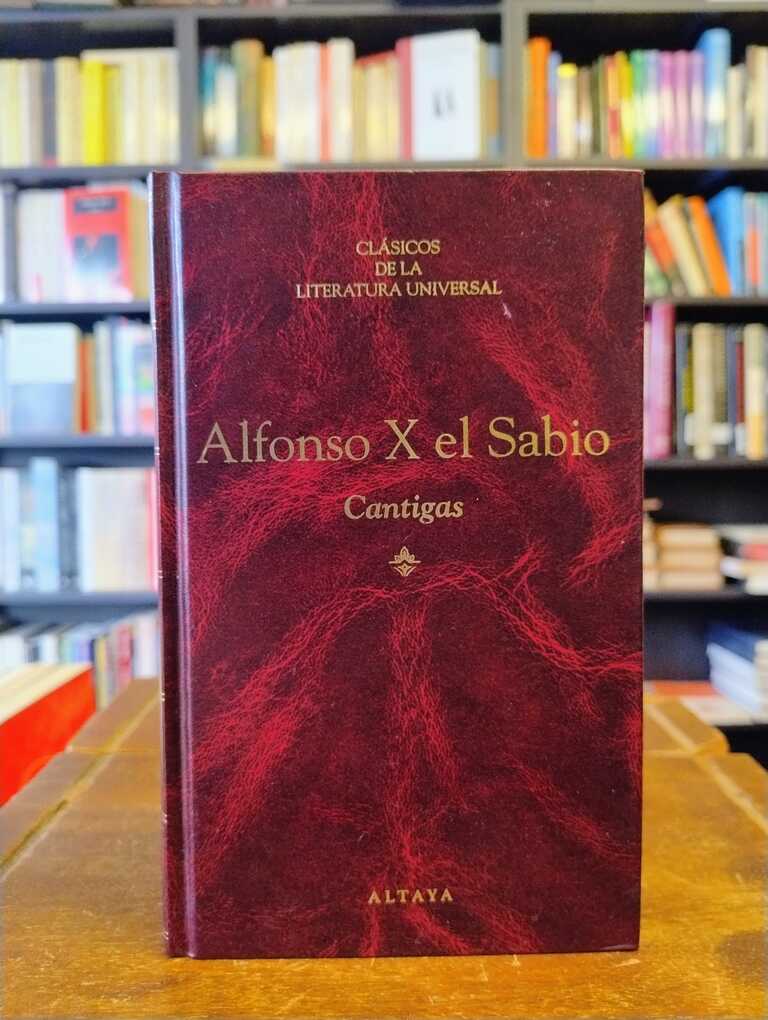 CLÁSICOS
DE LA
LITERATURA UNIVERSAL
Alfonso X el Sabio
Cantigas
ALTAYA